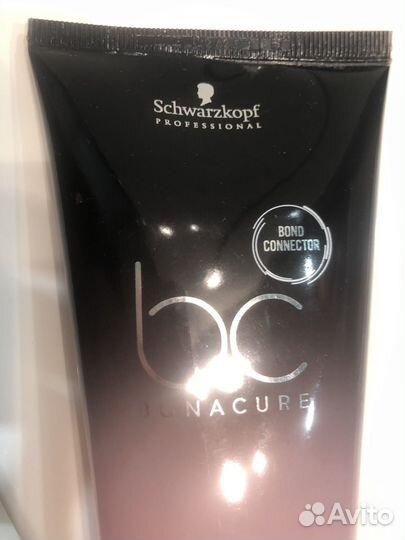 Schwarzkopf
PROFESSIONAL
BOND
CONNECTOR
bc
BONACURE
Avito